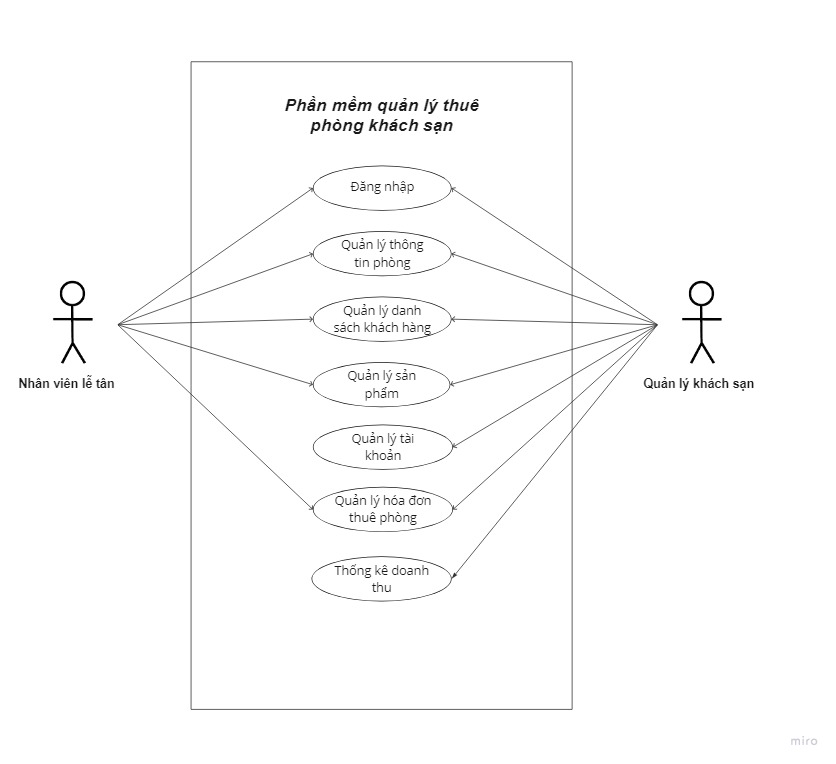 Phần mềm quản lý thuê
phòng khách sạn
Đăng nhập
Quản lý thông
tin phòng
Quản lý danh
sách khách hàng
Nhân viên lễ tân
Quản lý khách sạn
Quản lý sản
phẩm
Quản lý tài
khoản
Quản lý hóa đơn
thuê phòng
Thống kê doanh
thu
miro